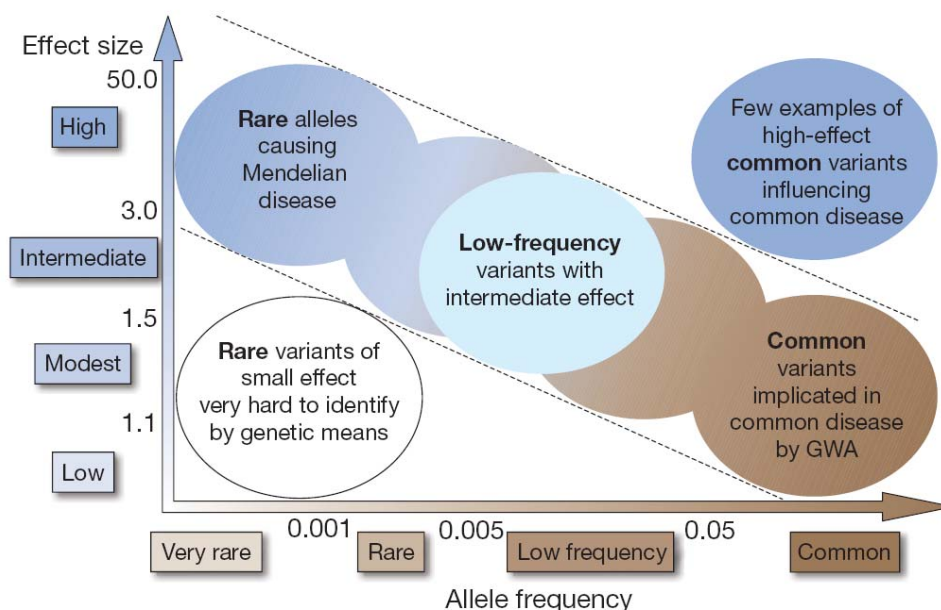 Effect size
50.0
High
3.0
Intermediate
1.5
Modest
1.1
Low
Rare alleles
causing
Mendelian
disease
Few examples of
high-effect
common variants
influencing
common disease
Low-frequency
variants with
intermediate effect
Rare variants of
small effect
very hard to identify
by genetic means
Common
variants
implicated in
common disease
by GWA
0.001
0.005
0.05
Very rare
Rare
Low frequency
Common
Allele frequency